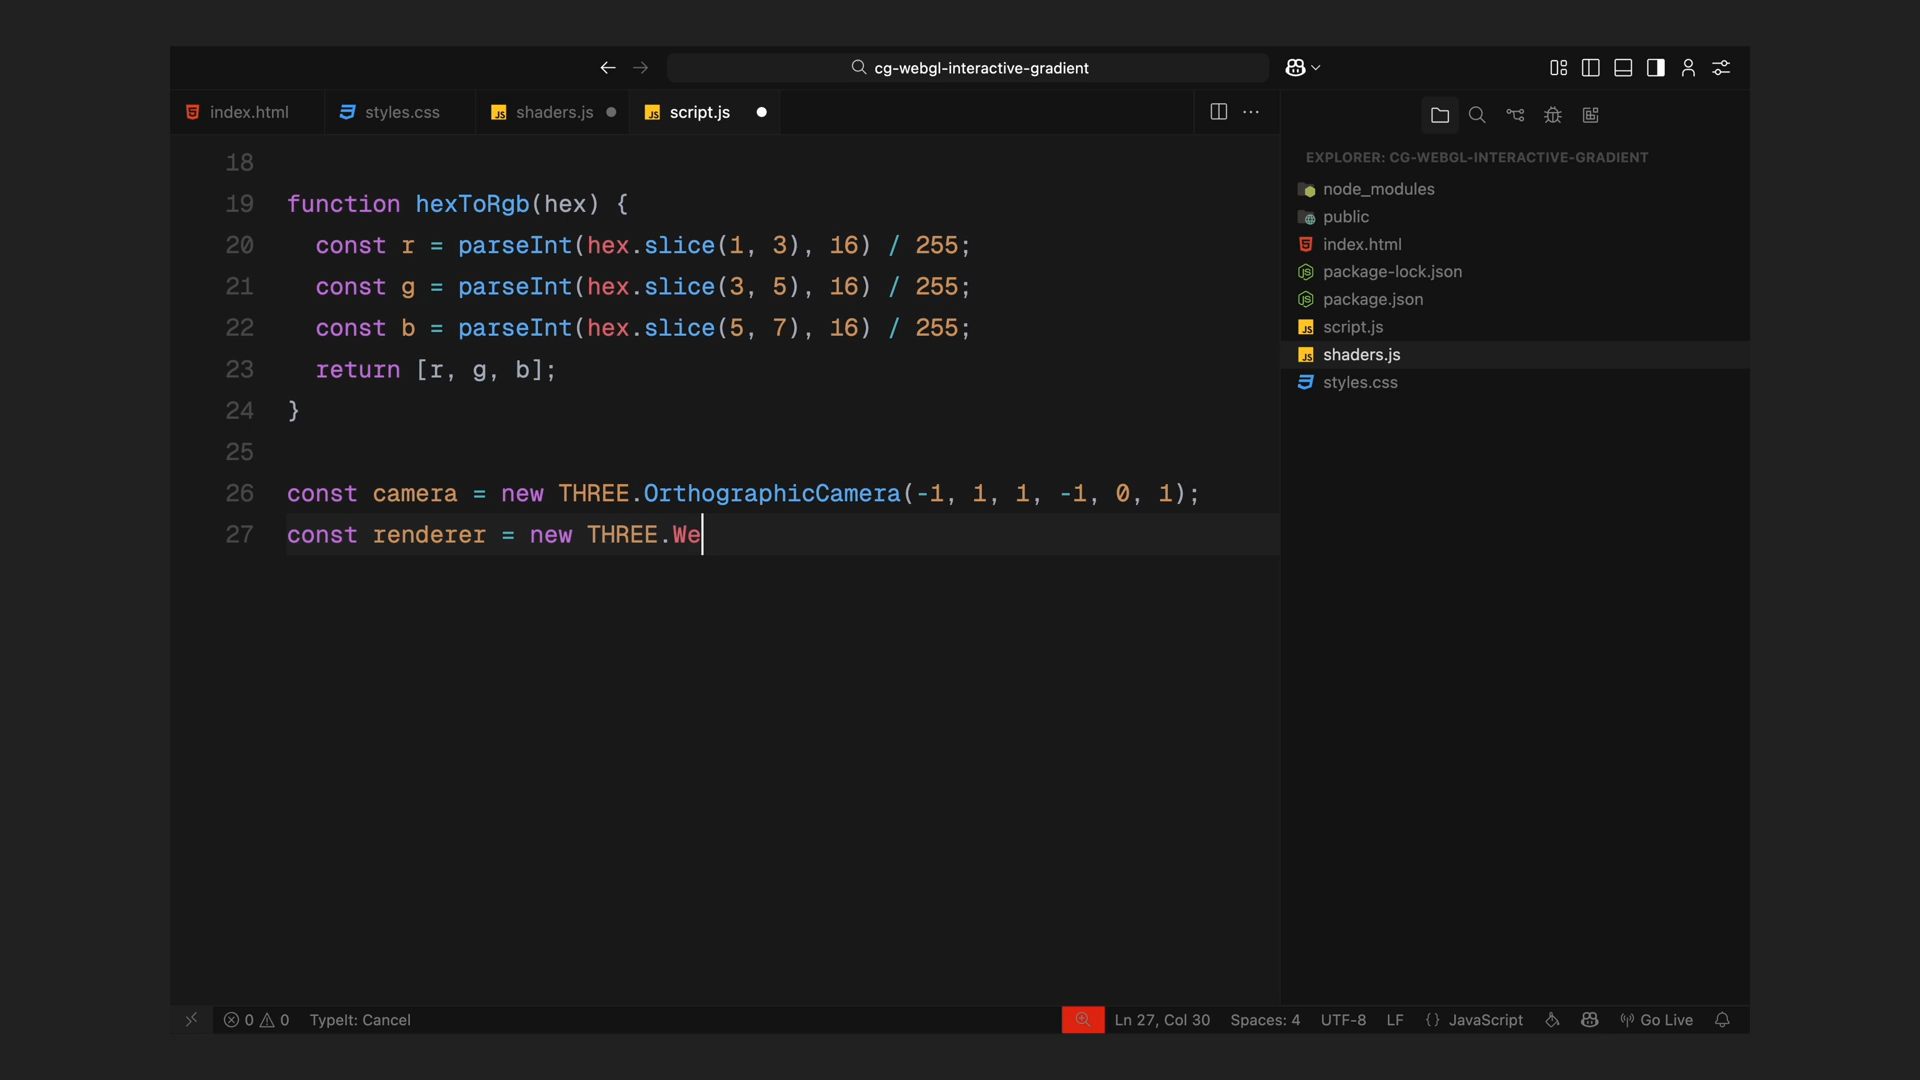 cg-webgl-interactive-gradient
index.html
styles.css
shaders.js
script.js
18
19 function hexToRgb(hex) {
20 const r = parseInt(hex.slice(1, 3), 16) / 255;
21 const g = parseInt(hex.slice(3, 5), 16) / 255;
22 const b = parseInt(hex.slice(5, 7), 16) / 255;
23 return [r, g, b];
24 }
25
26 const camera = new THREE.OrthographicCamera(-1, 1, 1, -1, 0, 1);
27 const renderer = new THREE.We
EXPLORER: CG-WEBGL-INTERACTIVE-GRADIENT
node_modules
public
index.html
package-lock.json
package.json
script.js
shaders.js
styles.css
0 0 TypeIt: Cancel Ln 27, Col 30 Spaces: 4 UTF-8 LF {} JavaScript Go Live